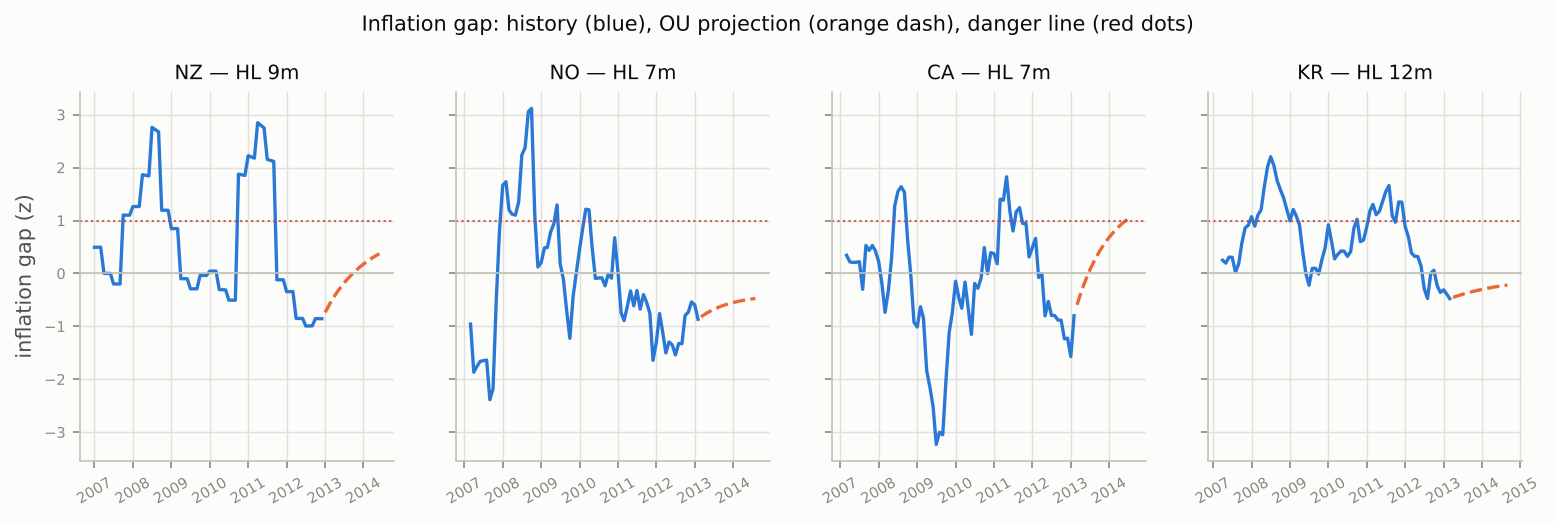 Inflation gap: history (blue), OU projection (orange dash), danger line (red dots)
NZ — HL 9m
NO — HL 7m
CA — HL 7m
KR — HL 12m
inflation gap (z)
3
2
1
0
−1
−2
−3
2007 2008 2009 2010 2011 2012 2013 2014
2007 2008 2009 2010 2011 2012 2013 2014
2007 2008 2009 2010 2011 2012 2013 2014
2007 2008 2009 2010 2011 2012 2013 2014 2015